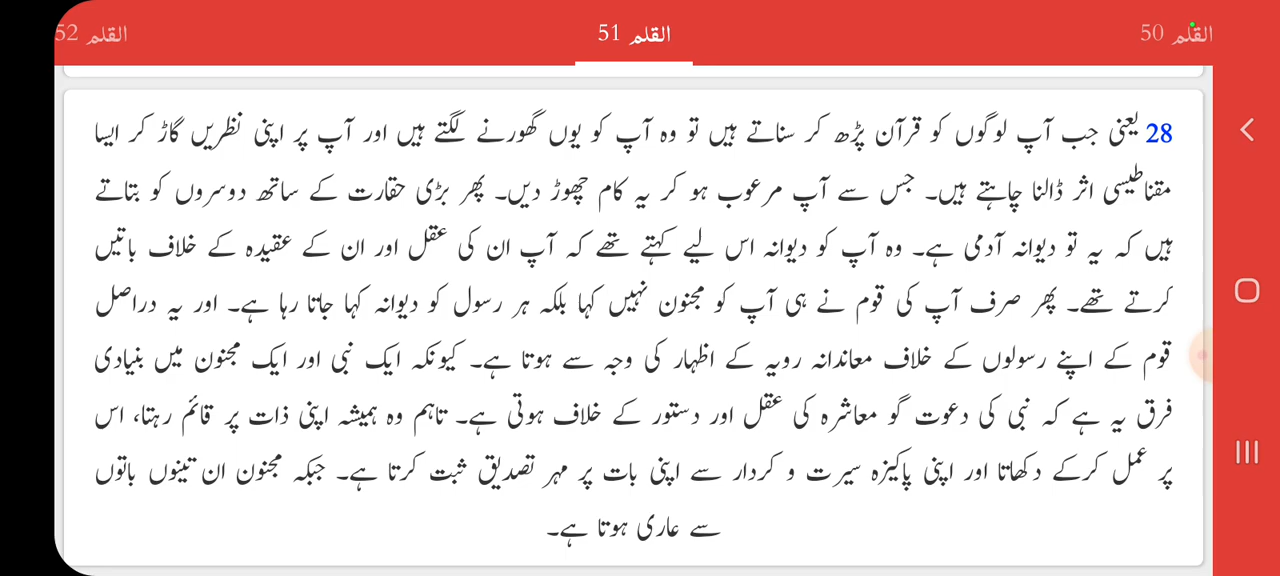 القلم 50
القلم 51
القلم 52
28 یعنی جب آپ لوگوں کو قرآن پڑھ کر سناتے ہیں تو وہ آپ کو یوں گھورنے لگتے ہیں اور آپ پر اپنی نظریں گاڑ کر ایسا
مقناطیسی اثر ڈالنا چاہتے ہیں۔ جس سے آپ مرعوب ہو کر یہ کام چھوڑ دیں۔ پھر بڑی حقارت کے ساتھ دوسروں کو بتاتے
ہیں کہ یہ تو دیوانہ آدمی ہے۔ وہ آپ کو دیوانہ اس لیے کہتے تھے کہ آپ ان کی عقل اور ان کے عقیدہ کے خلاف باتیں
کرتے تھے۔ پھر صرف آپ کی قوم نے ہی آپ کو مجنون نہیں کہا بلکہ ہر رسول کو دیوانہ کہا جاتا رہا ہے۔ اور یہ دراصل
قوم کے اپنے رسولوں کے خلاف معاندانہ رویہ کے اظہار کی وجہ سے ہوتا ہے۔ کیونکہ ایک نبی اور ایک مجنون میں بنیادی
فرق یہ ہے کہ نبی کی دعوت گو معاشرہ کی عقل اور دستور کے خلاف ہوتی ہے۔ تاہم وہ ہمیشہ اپنی ذات پر قائم رہتا، اس
پر عمل کرکے دکھاتا اور اپنی پاکیزہ سیرت و کردار سے اپنی بات پر مہر تصدیق ثبت کرتا ہے۔ جبکہ مجنون ان تینوں باتوں
سے عاری ہوتا ہے۔